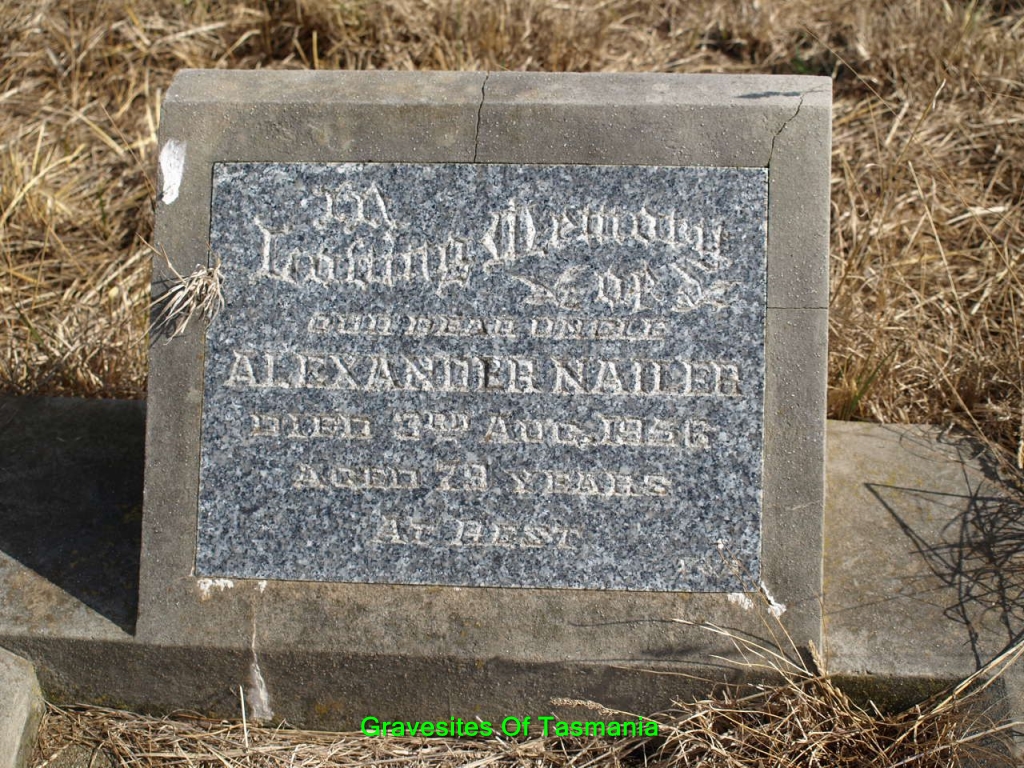 In
Loving Memory
of
OUR DEAR UNCLE
ALEXANDER NAILER
DIED 3RD AUG. 1956
AGED 79 YEARS
AT REST
Gravesites Of Tasmania